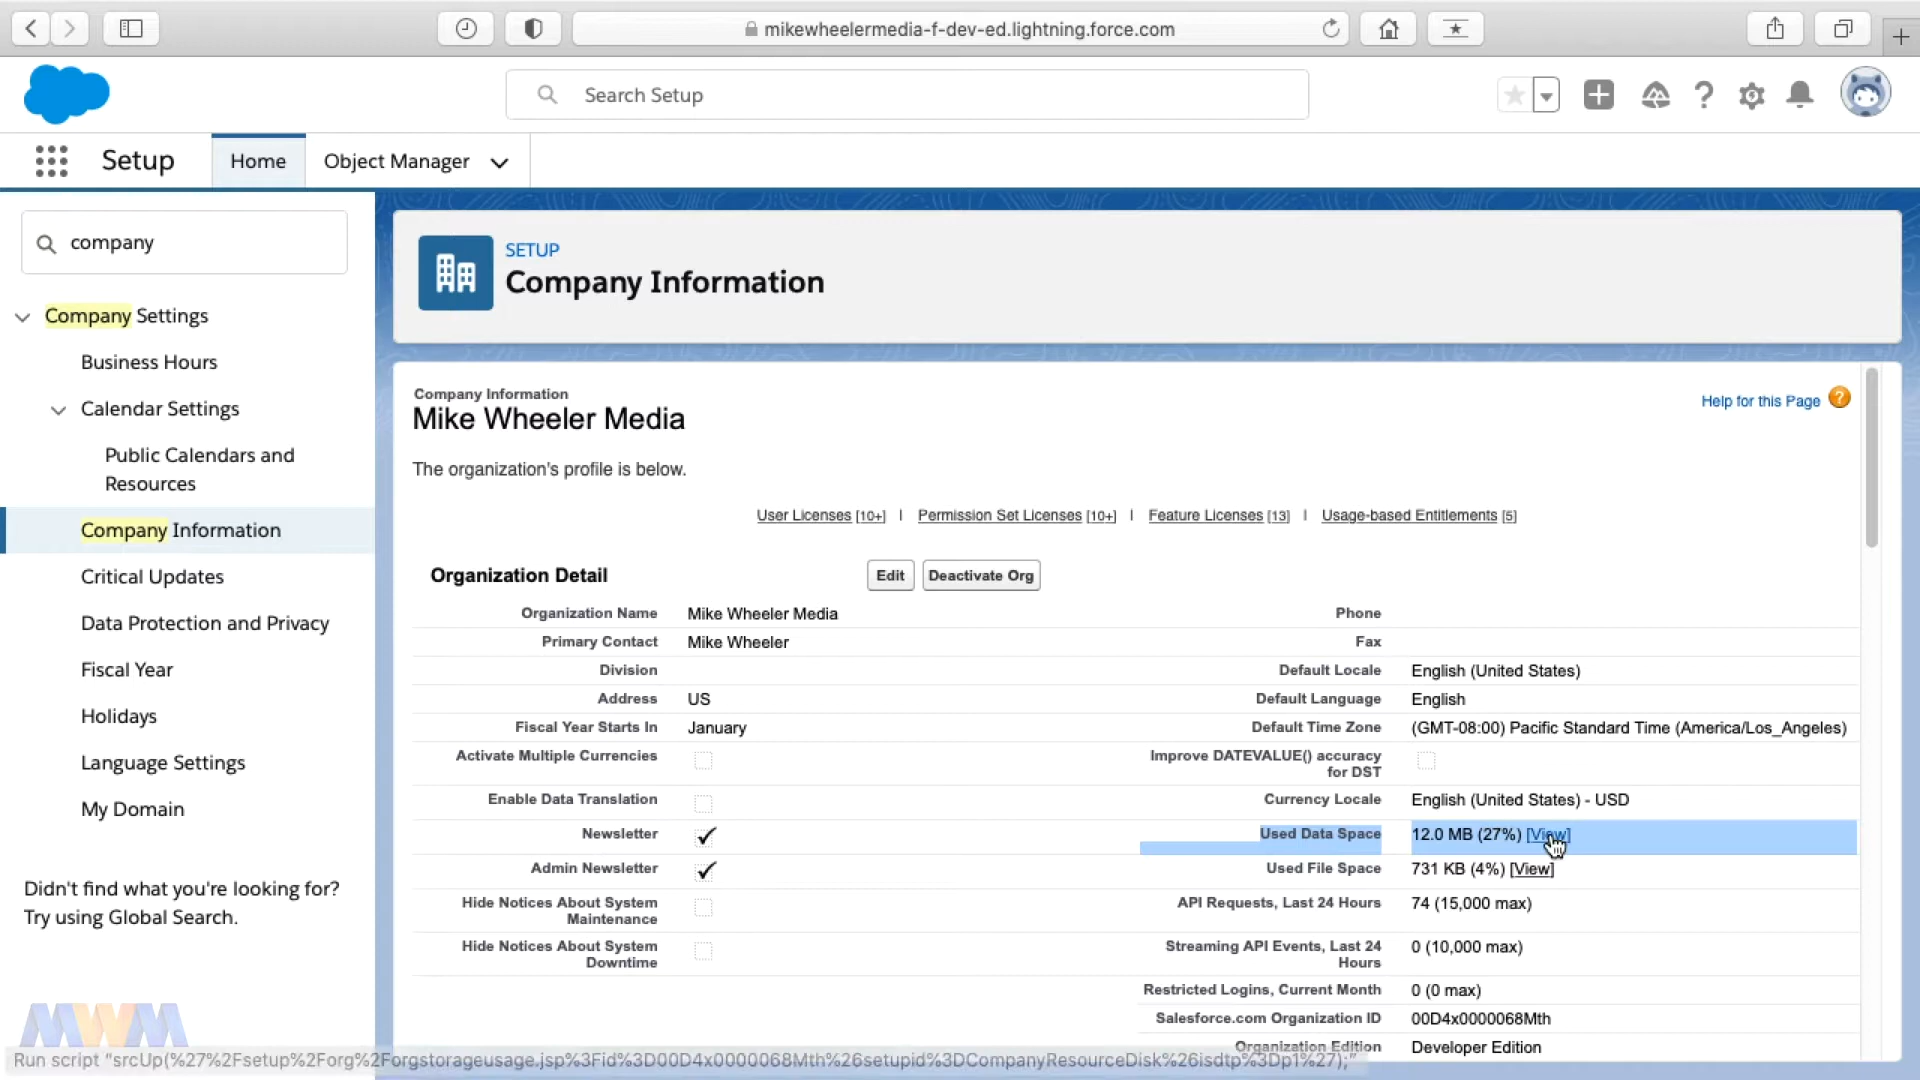 mikewheelermedia-f-dev-ed.lightning.force.com
Search Setup
Setup
Home
Object Manager
company
Company Settings
Business Hours
Calendar Settings
Public Calendars and
Resources
Company Information
Critical Updates
Data Protection and Privacy
Fiscal Year
Holidays
Language Settings
My Domain
Didn't find what you're looking for?
Try using Global Search.
SETUP
Company Information
Company Information
Mike Wheeler Media
Help for this Page ?
The organization's profile is below.
User Licenses [10+] | Permission Set Licenses [10+] | Feature Licenses [13] | Usage-based Entitlements [5]
Organization Detail
Edit
Deactivate Org
Organization Name Mike Wheeler Media
Phone
Primary Contact Mike Wheeler
Fax
Division
Default Locale English (United States)
Address US
Default Language English
Fiscal Year Starts In January
Default Time Zone (GMT-08:00) Pacific Standard Time (America/Los_Angeles)
Activate Multiple Currencies
Improve DATEVALUE() accuracy
for DST
Enable Data Translation
Currency Locale English (United States) - USD
Newsletter
Used Data Space 12.0 MB (27%) [View]
Admin Newsletter
Used File Space 731 KB (4%) [View]
Hide Notices About System
Maintenance
API Requests, Last 24 Hours 74 (15,000 max)
Hide Notices About System
Downtime
Streaming API Events, Last 24
Hours
0 (10,000 max)
Restricted Logins, Current Month 0 (0 max)
Salesforce.com Organization ID 00D4x0000068Mth
Organization Edition Developer Edition
MWM
Run script "srcUp(%27%2Fsetup%2Forg%2Forgstorageusage.jsp%3Fid%3D00D4x0000068Mth%26setupid%3DCompanyResourceDisk%26isdtp%3Dp1%27);"